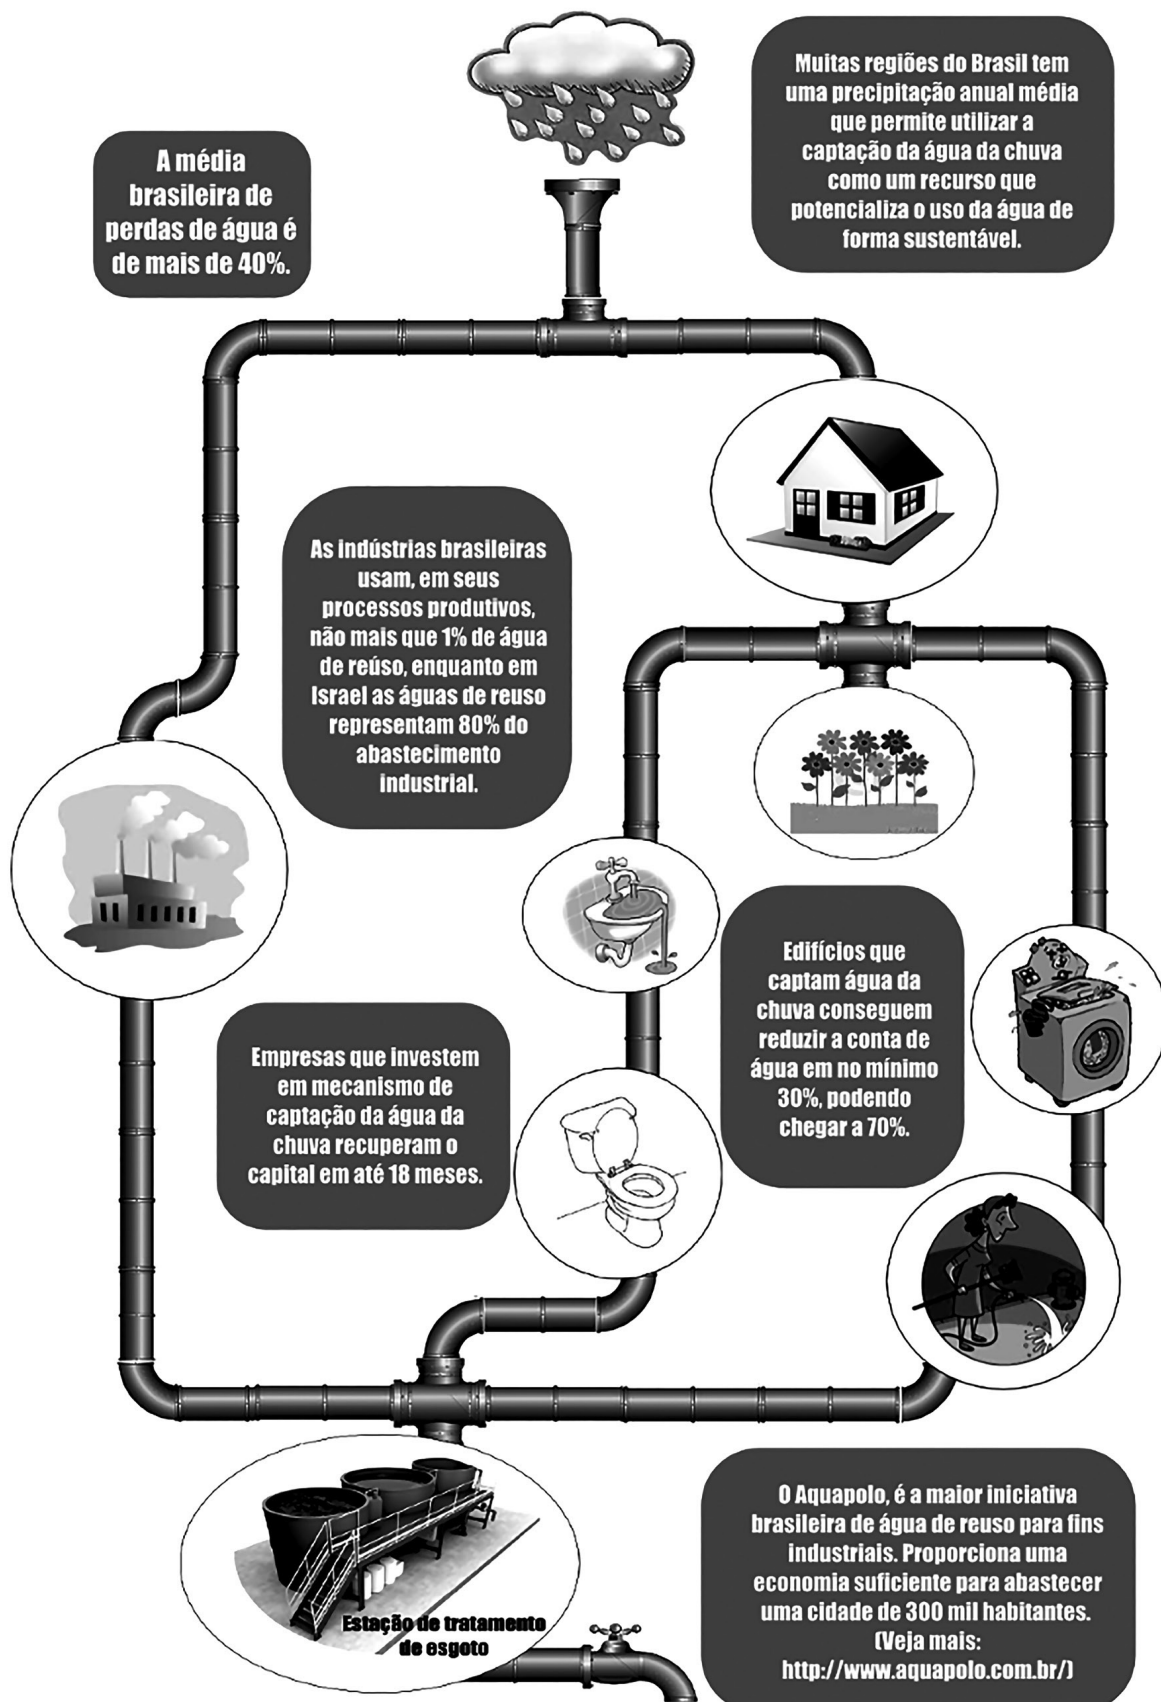 Muitas regiões do Brasil tem
uma precipitação anual média
que permite utilizar a
captação da água da chuva
como um recurso que
potencializa o uso da água de
forma sustentável.
A média
brasileira de
perdas de água é
de mais de 40%.
As indústrias brasileiras
usam, em seus
processos produtivos,
não mais que 1% de água
de reúso, enquanto em
Israel as águas de reuso
representam 80% do
abastecimento
industrial.
Edifícios que
captam água da
chuva conseguem
reduzir a conta de
água em no mínimo
30%, podendo
chegar a 70%.
Empresas que investem
em mecanismo de
captação da água da
chuva recuperam o
capital em até 18 meses.
O Aquapolo, é a maior iniciativa
brasileira de água de reuso para fins
industriais. Proporciona uma
economia suficiente para abastecer
uma cidade de 300 mil habitantes.
(Veja mais:
http://www.aquapolo.com.br/)
Estação de tratamento
de esgoto